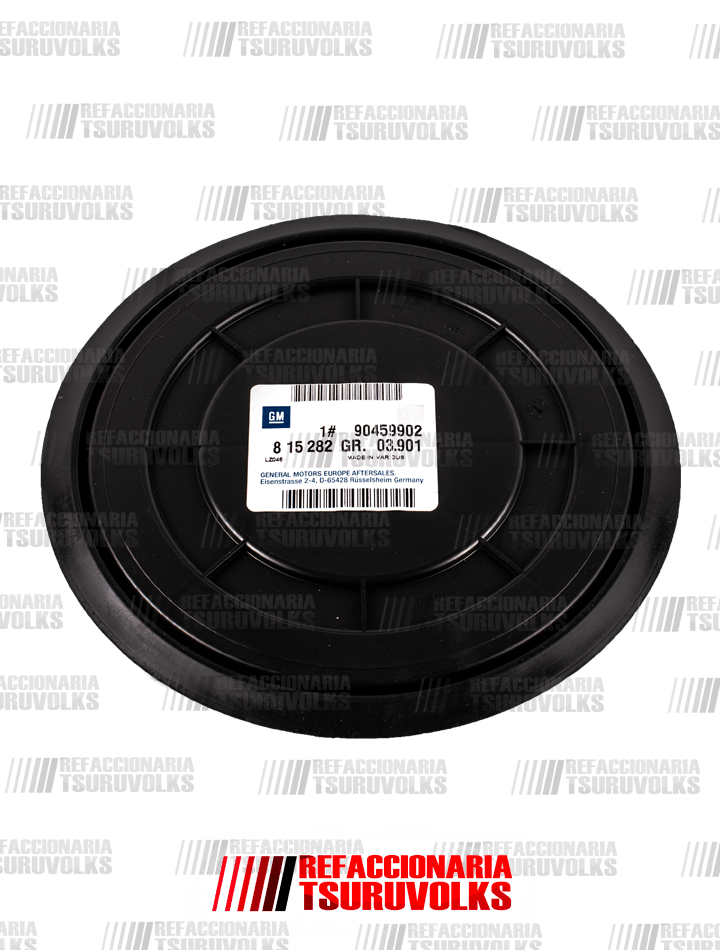 GM
1# 90459902
8 15 282 GR. 03.901
LZ046 MADE IN VARIOUS
GENERAL MOTORS EUROPE AFTERSALES.
Eisenstrasse 2-4, D-65428 Rüsselsheim Germany
REFACCIONARIA
TSURUVOLKS